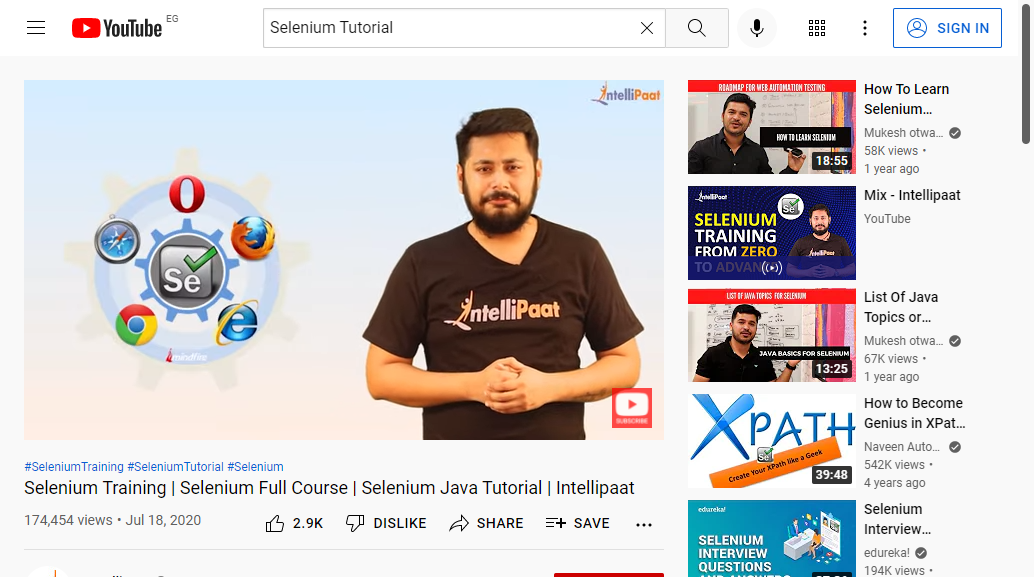 YouTube EG
Selenium Tutorial
SIGN IN
IntelliPaat
Se
mindfire
IntelliPaat
SUBSCRIBE
#SeleniumTraining #SeleniumTutorial #Selenium
Selenium Training | Selenium Full Course | Selenium Java Tutorial | Intellipaat
174,454 views • Jul 18, 2020
2.9K
DISLIKE
SHARE
SAVE
ROADMAP FOR WEB AUTOMATION TESTING
HOW TO LEARN SELENIUM
18:55
How To Learn
Selenium...
Mukesh otwa...
58K views •
1 year ago
IntelliPaat
Se
SELENIUM
TRAINING
FROM ZERO
TO ADVAN
IntelliPaat
Mix - Intellipaat
YouTube
LIST OF JAVA TOPICS FOR SELENIUM
JAVA BASICS FOR SELENIUM
13:25
List Of Java
Topics or...
Mukesh otwa...
67K views •
1 year ago
XPATH
Se
Create Your XPath like a Geek
39:48
How to Become
Genius in XPat...
Naveen Auto...
542K views •
4 years ago
edureka!
SELENIUM
INTERVIEW
QUESTIONS
AND ANSWERS
Selenium
Interview...
edureka!
194K views •